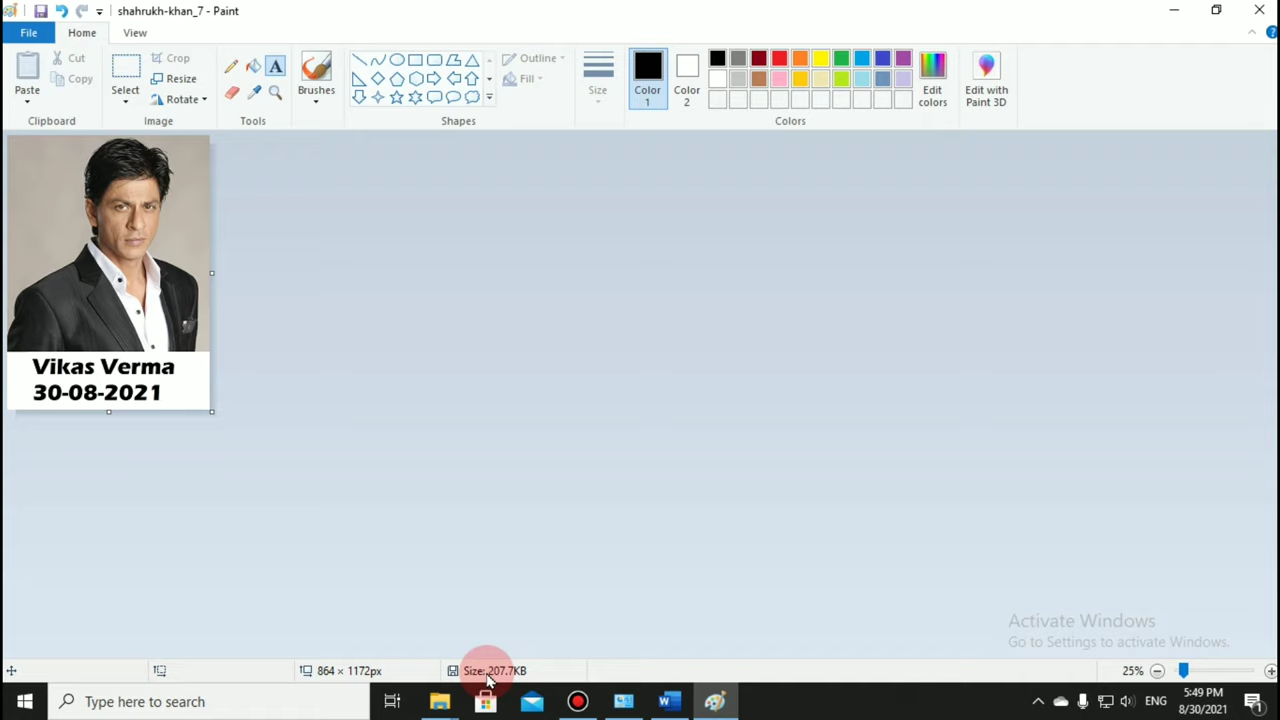 shahrukh-khan_7 - Paint
File Home View
Paste
Cut
Copy
Clipboard
Select
Crop
Resize
Rotate
Image
A
Tools
Brushes
Outline
Fill
Shapes
Size
Color 1
Color 2
Edit colors
Colors
Edit with Paint 3D
Vikas Verma
30-08-2021
Activate Windows
Go to Settings to activate Windows.
864 × 1172px
Size: 207.7KB
25%
Type here to search
ENG
5:49 PM
8/30/2021
1